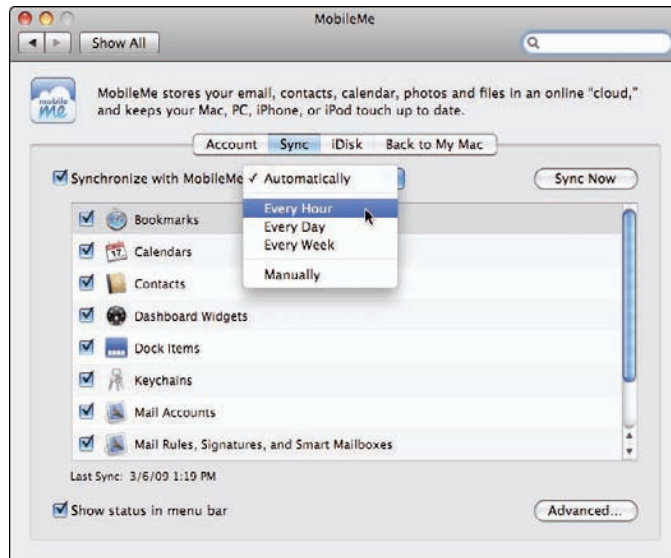 MobileMe
Show All
mobile
me
MobileMe stores your email, contacts, calendar, photos and files in an online "cloud,"
and keeps your Mac, PC, iPhone, or iPod touch up to date.
Account Sync iDisk Back to My Mac
Synchronize with MobileMe ✓ Automatically Sync Now
Every Hour
Every Day
Every Week
Manually
Bookmarks
17
Calendars
Contacts
Dashboard Widgets
Dock Items
Keychains
Mail Accounts
Mail Rules, Signatures, and Smart Mailboxes
Last Sync: 3/6/09 1:19 PM
Show status in menu bar Advanced...